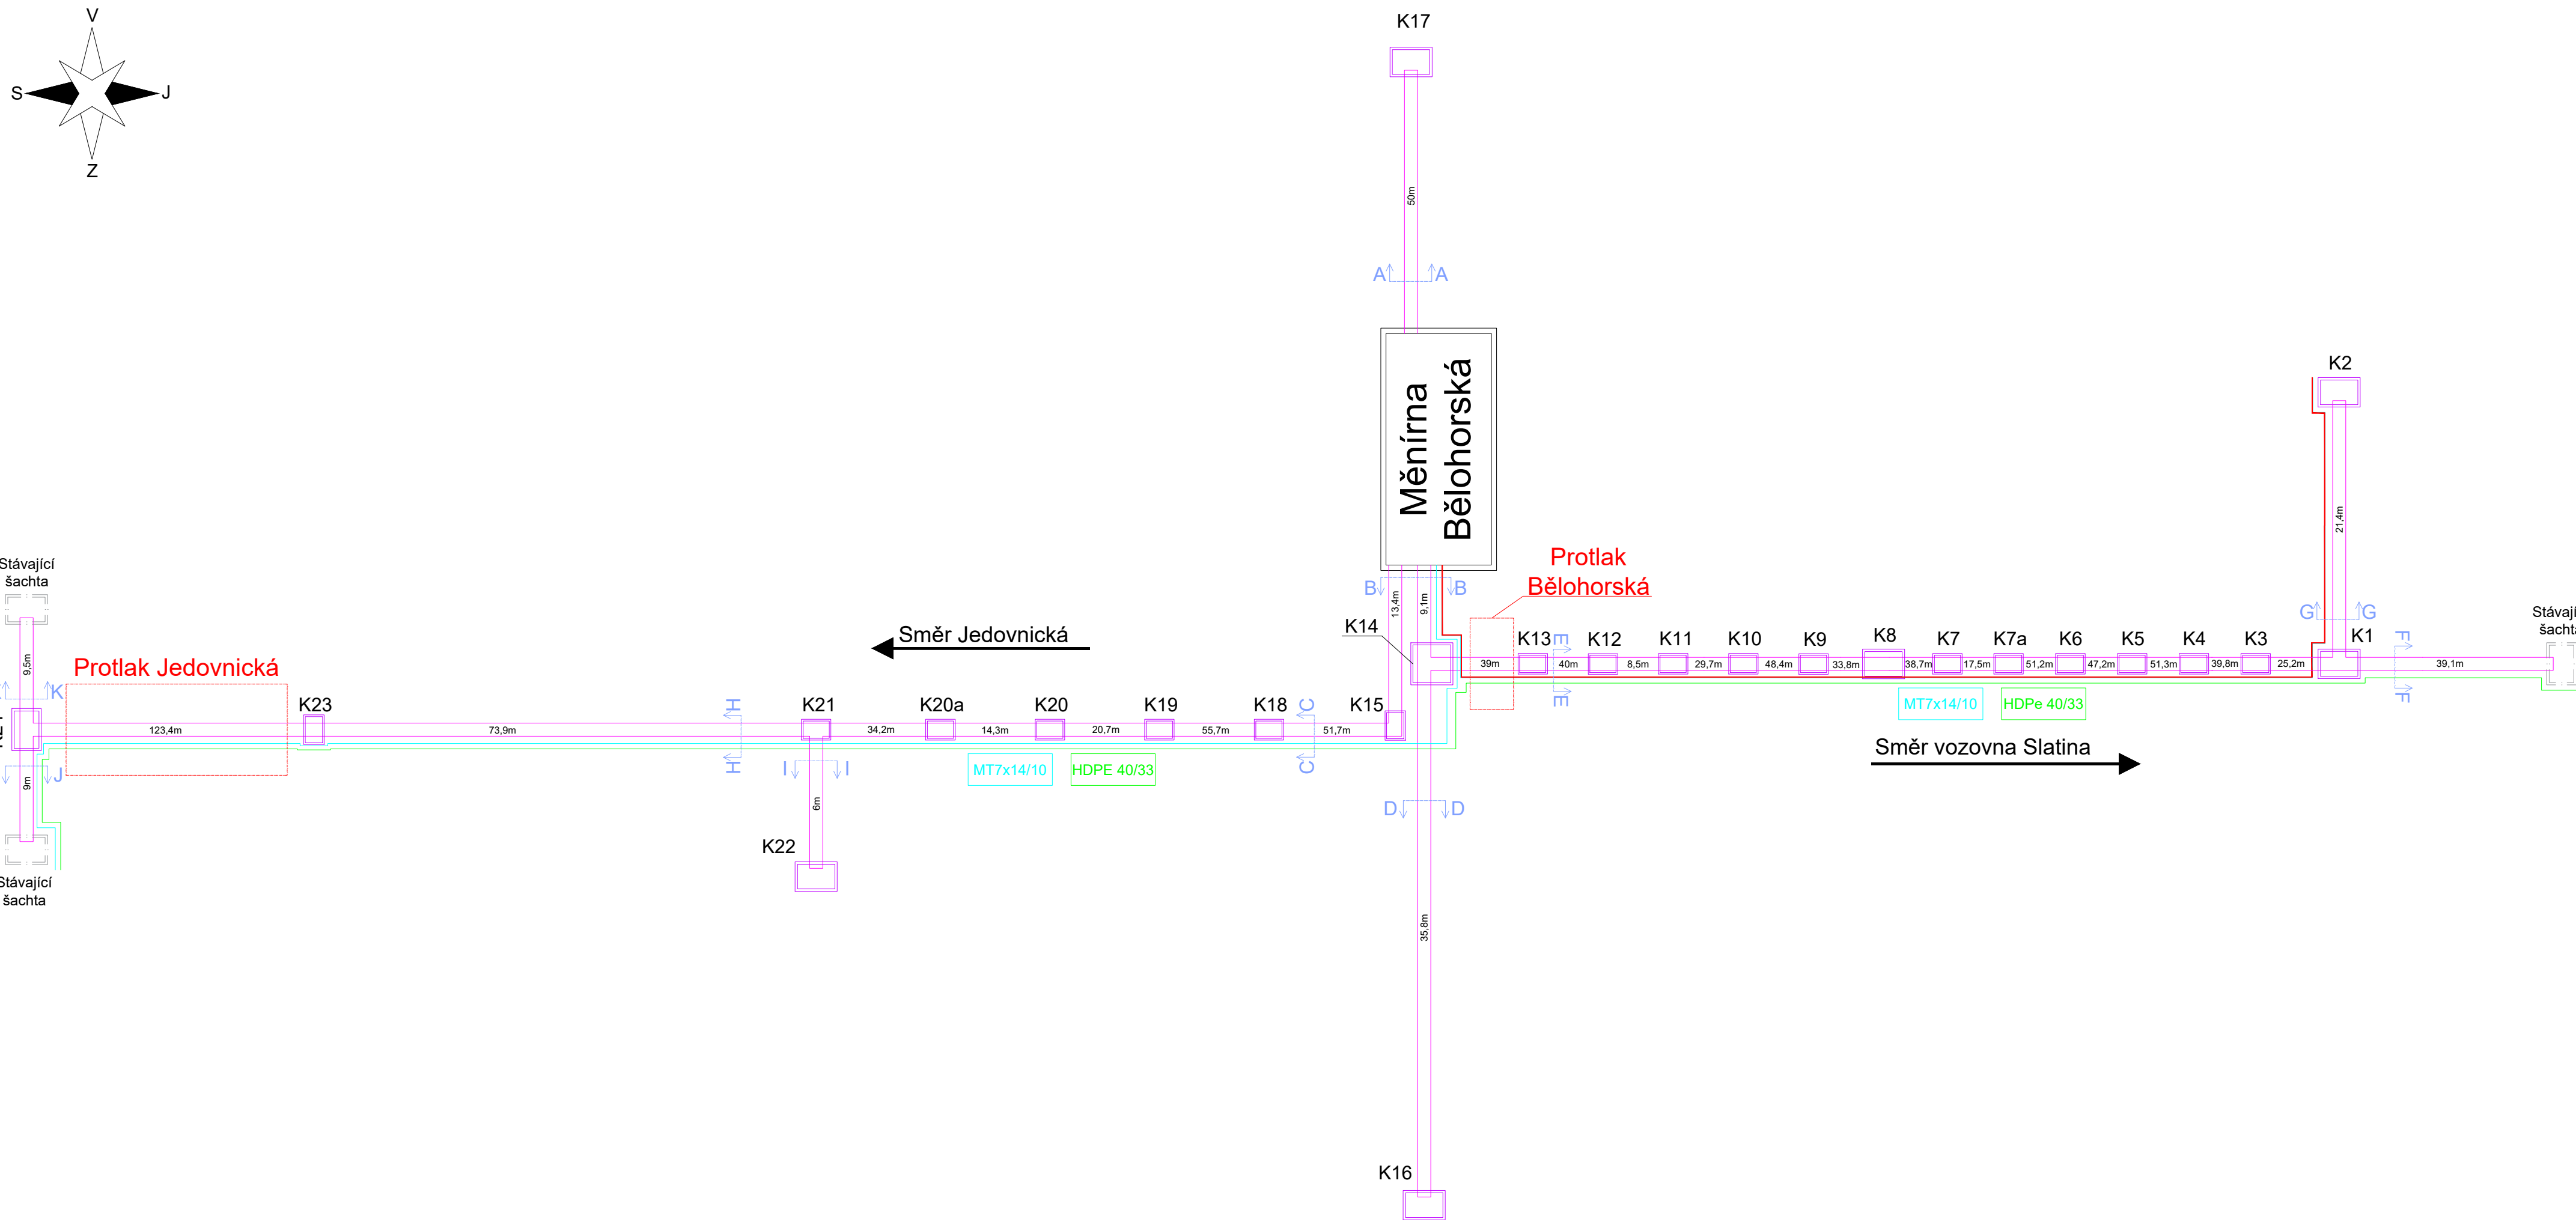 V
S
J
Z
K17
50m
A
A
Měnírna
Bělohorská
K2
21,4m
G
G
K1
F
F
39,1m
Protlak
Bělohorská
B
B
13,4m
9,1m
K14
39m
K13
E
E
40m
K12
8,5m
K11
29,7m
K10
48,4m
K9
33,8m
K8
38,7m
K7
17,5m
K7a
51,2m
K6
47,2m
K5
51,3m
K4
39,8m
K3
25,2m
MT7x14/10
HDPe 40/33
Směr vozovna Slatina
Směr Jedovnická
Stávající
šachta
9,5m
K
Protlak Jedovnická
123,4m
K23
73,9m
H
H
K21
34,2m
K20a
14,3m
K20
20,7m
K19
55,7m
K18
C
C
51,7m
K15
MT7x14/10
HDPE 40/33
I
I
6m
K22
J
9m
Stávající
šachta
D
D
35,8m
K16